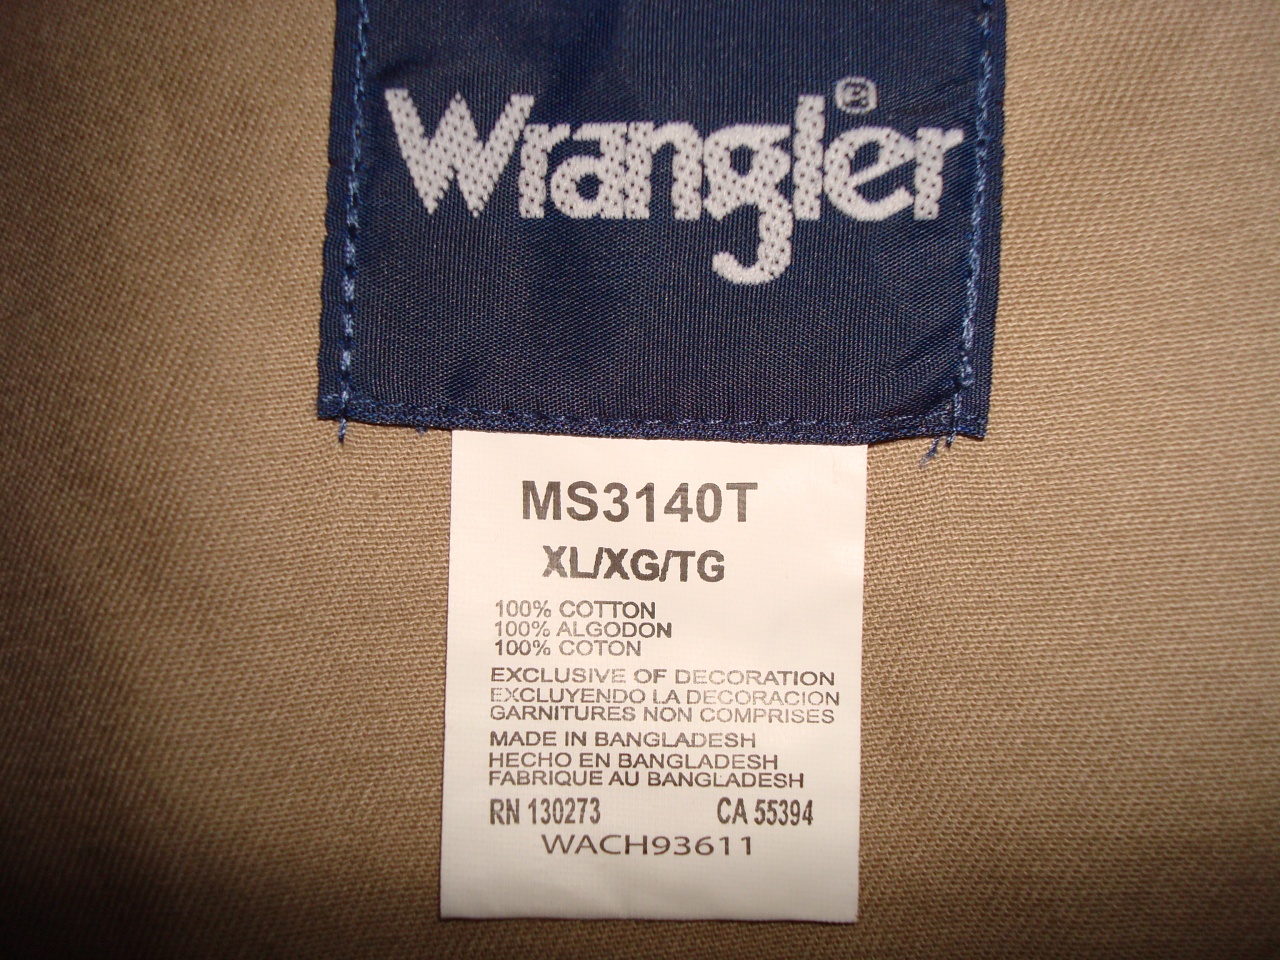 Wrangler®
MS3140T
XL/XG/TG
100% COTTON
100% ALGODON
100% COTON
EXCLUSIVE OF DECORATION
EXCLUYENDO LA DECORACION
GARNITURES NON COMPRISES
MADE IN BANGLADESH
HECHO EN BANGLADESH
FABRIQUE AU BANGLADESH
RN 130273 CA 55394
WACH93611